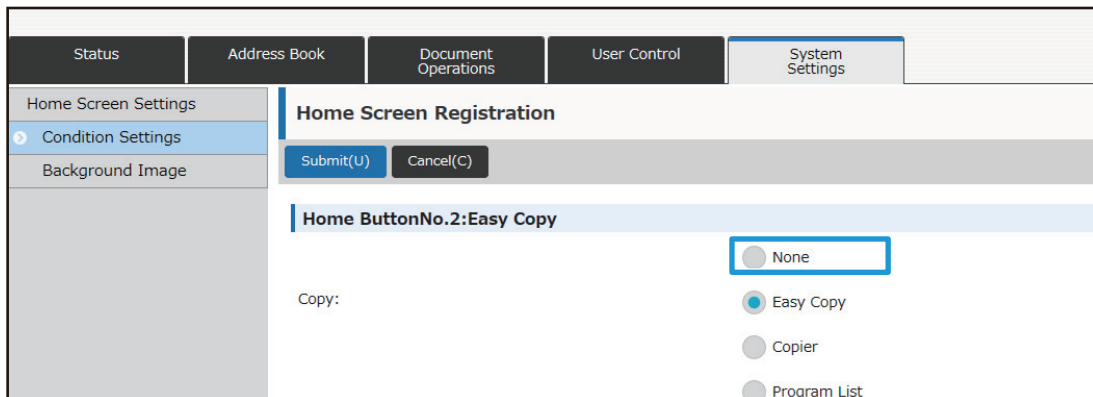 Status
Address Book
Document
Operations
User Control
System
Settings
Home Screen Settings
Condition Settings
Background Image
Home Screen Registration
Submit(U)
Cancel(C)
Home ButtonNo.2:Easy Copy
None
Copy:
Easy Copy
Copier
Program List